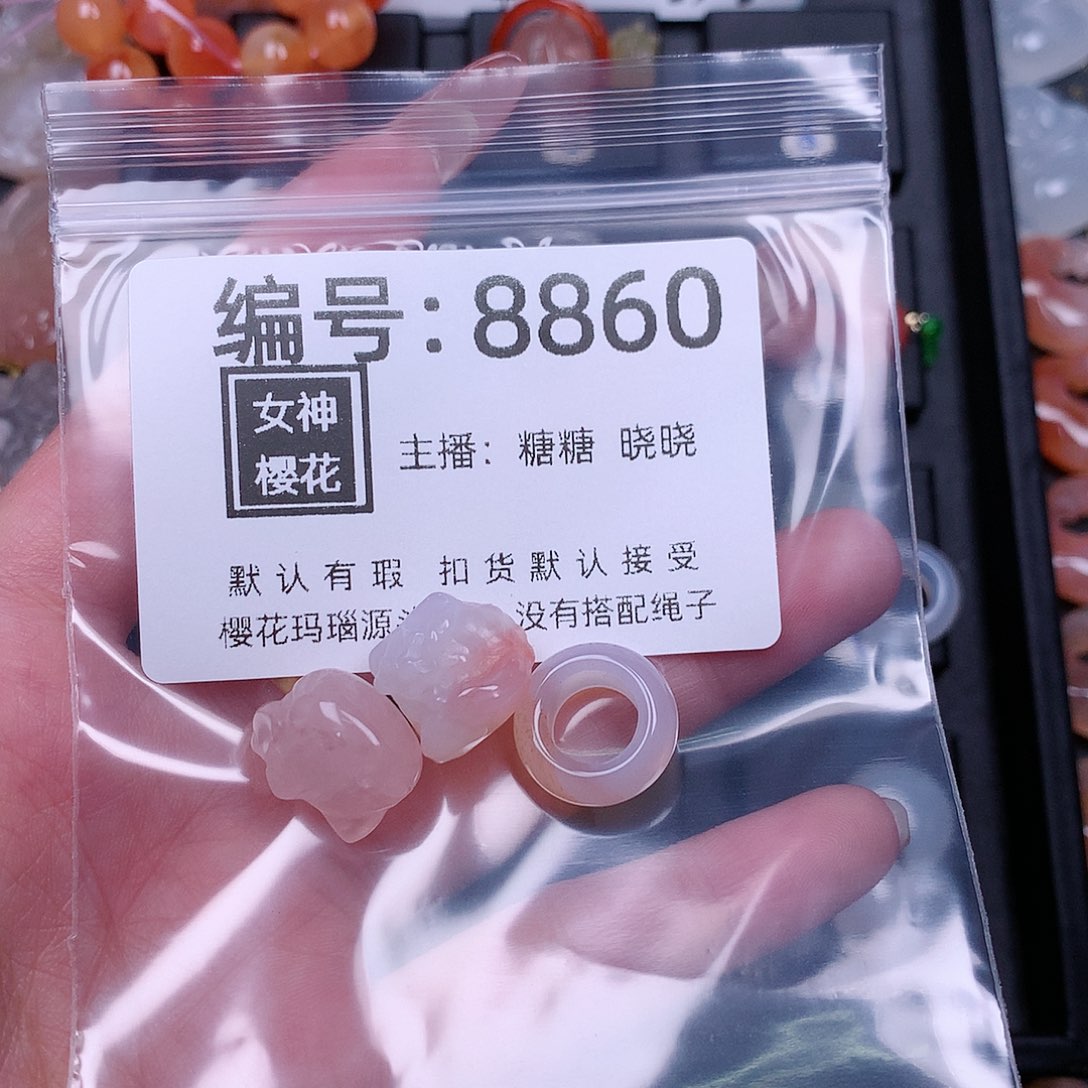 编号：8860
女神
樱花
主播：糖糖 晓晓
默认有瑕 扣货默认接受
樱花玛瑙源 没有搭配绳子